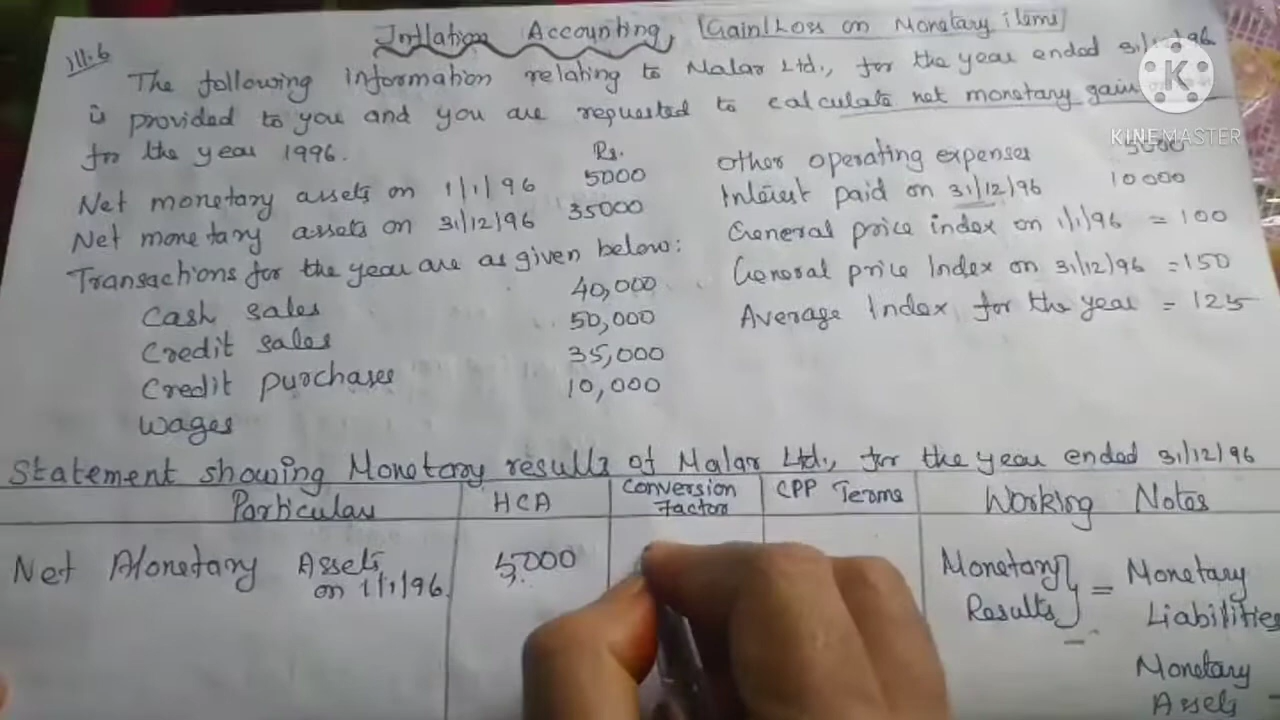 Inflation Accounting, (Gain/Loss on Monetary items)
Ill.6
The following information relating to Malar Ltd., for the year ended 31/12/96
is provided to you and you are requested to calculate net monetary gain
for the year 1996.
Rs.
Net monetary assets on 1/1/96 5000
Net monetary assets on 31/12/96 35000
Transactions for the year are as given below:
Cash sales 40,000
Credit sales 50,000
Credit purchases 35,000
Wages 10,000
Other operating expenses 5000
Interest paid on 31/12/96 10000
General price index on 1/1/96 = 100
General price Index on 31/12/96 = 150
Average Index for the year = 125
KINEMASTER
Statement showing Monetary results of Malar Ltd., for the year ended 31/12/96
Particulars HCA Conversion Factor CPP Terms Working Notes
Net Monetary Assets on 1/1/96. 5000
Monetary Results } = Monetary Liabilities
-
Monetary Assets